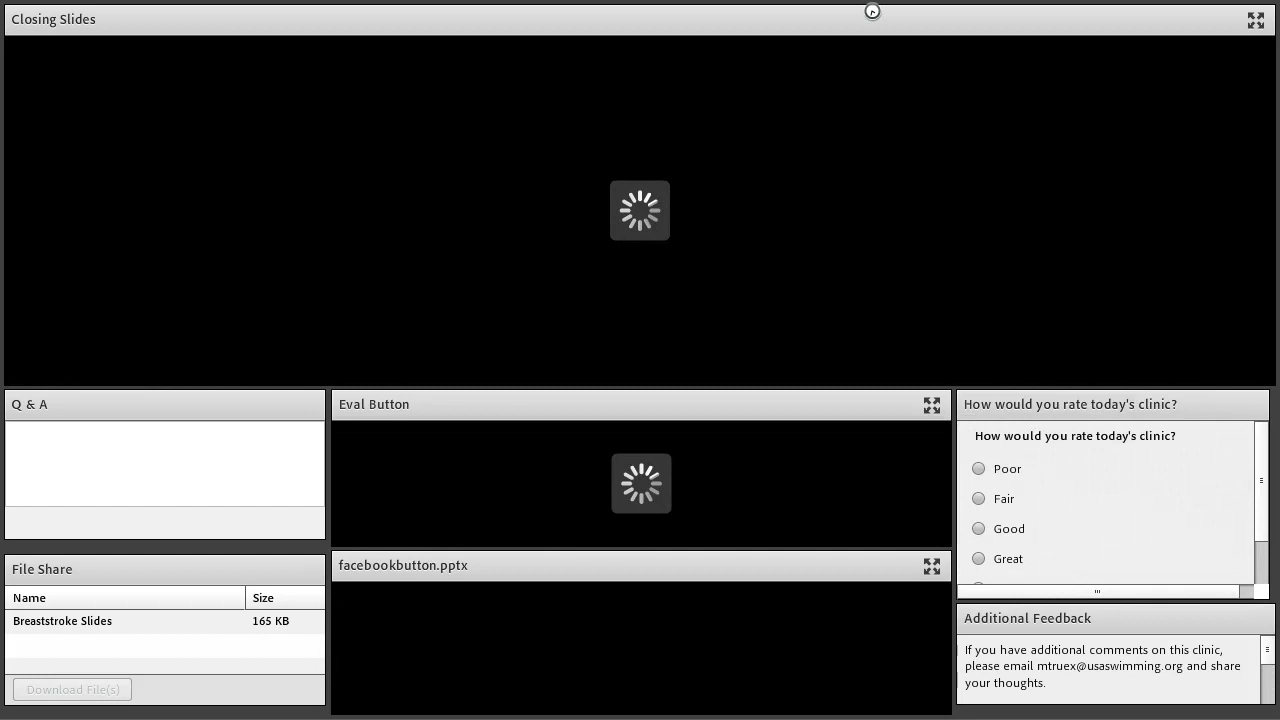 Closing Slides
Q & A
Eval Button
How would you rate today's clinic?
How would you rate today's clinic?
Poor
Fair
Good
Great
File Share
Name Size
Breaststroke Slides 165 KB
Download File(s)
facebookbutton.pptx
Additional Feedback
If you have additional comments on this clinic,
please email mtruex@usaswimming.org and share
your thoughts.